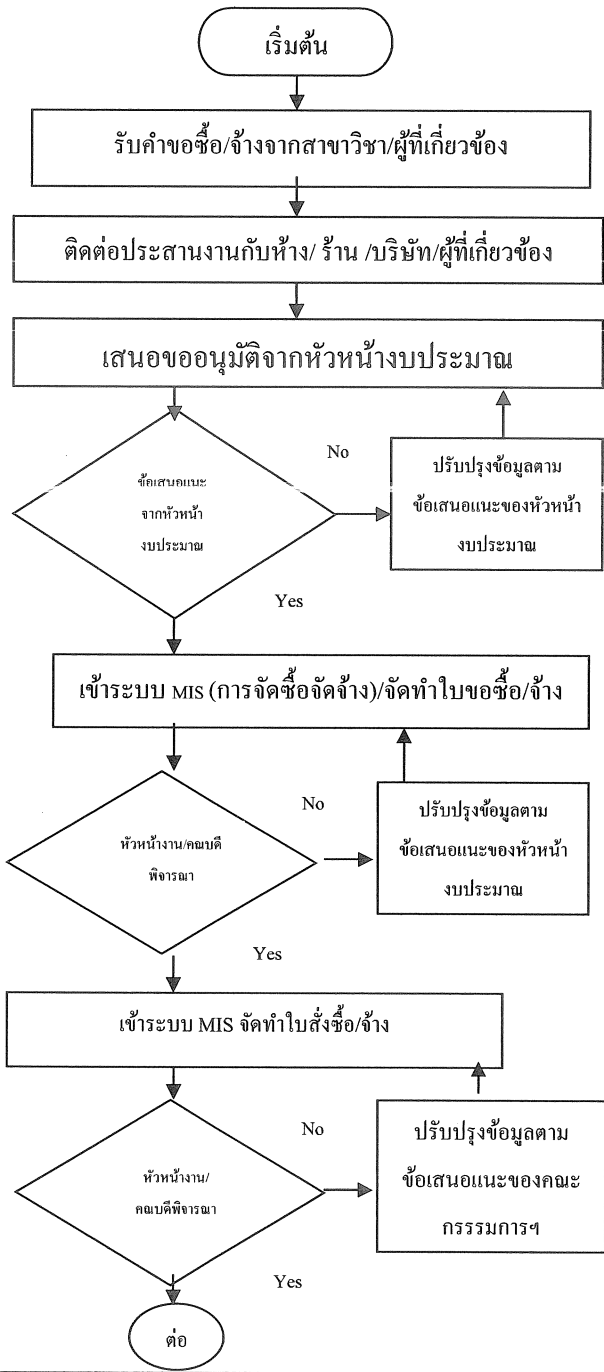 เริ่มต้น
รับคำขอซื้อ/จ้างจากสาขาวิชา/ผู้ที่เกี่ยวข้อง
ติดต่อประสานงานกับห้าง/ ร้าน /บริษัท/ผู้ที่เกี่ยวข้อง
เสนอขออนุมัติจากหัวหน้างบประมาณ
ข้อเสนอแนะ
จากหัวหน้า
งบประมาณ
No
ปรับปรุงข้อมูลตาม
ข้อเสนอแนะของหัวหน้า
งบประมาณ
Yes
เข้าระบบ MIS (การจัดซื้อจัดจ้าง)/จัดทำใบขอซื้อ/จ้าง
หัวหน้างาน/คณบดี
พิจารณา
No
ปรับปรุงข้อมูลตาม
ข้อเสนอแนะของหัวหน้า
งบประมาณ
Yes
เข้าระบบ MIS จัดทำใบสั่งซื้อ/จ้าง
หัวหน้างาน/
คณบดีพิจารณา
No
ปรับปรุงข้อมูลตาม
ข้อเสนอแนะของคณะ
กรรรมการฯ
Yes
ต่อ